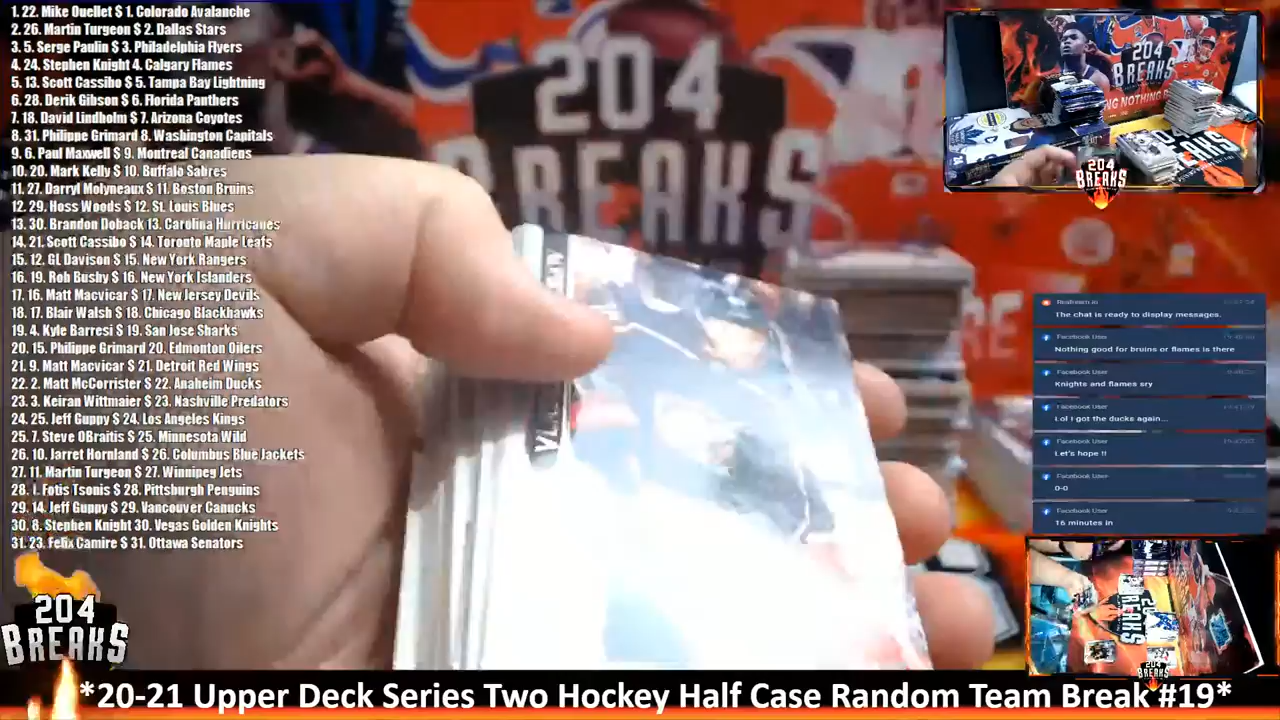 1. 22. Mike Ouellet $ 1. Colorado Avalanche
2. 26. Martin Turgeon $ 2. Dallas Stars
3. 5. Serge Paulin $ 3. Philadelphia Flyers
4. 24. Stephen Knight 4. Calgary Flames
5. 13. Scott Cassibo $ 5. Tampa Bay Lightning
6. 28. Derik Gibson $ 6. Florida Panthers
7. 18. David Lindholm $ 7. Arizona Coyotes
8. 31. Philippe Grimard 8. Washington Capitals
9. 6. Paul Maxwell $ 9. Montreal Canadiens
10. 20. Mark Kelly $ 10. Buffalo Sabres
11. 27. Darryl Molyneaux $ 11. Boston Bruins
12. 29. Hoss Woods $ 12. St. Louis Blues
13. 30. Brandon Doback 13. Carolina Hurricanes
14. 21. Scott Cassibo $ 14. Toronto Maple Leafs
15. 12. GL Davison $ 15. New York Rangers
16. 19. Rob Busby $ 16. New York Islanders
17. 16. Matt Macvicar $ 17. New Jersey Devils
18. 17. Blair Walsh $ 18. Chicago Blackhawks
19. 4. Kyle Barresi $ 19. San Jose Sharks
20. 15. Philippe Grimard 20. Edmonton Oilers
21. 9. Matt Macvicar $ 21. Detroit Red Wings
22. 2. Matt McCorrister $ 22. Anaheim Ducks
23. 3. Keiran Wittmaier $ 23. Nashville Predators
24. 25. Jeff Guppy $ 24. Los Angeles Kings
25. 7. Steve OBraitis $ 25. Minnesota Wild
26. 10. Jarret Hornland $ 26. Columbus Blue Jackets
27. 11. Martin Turgeon $ 27. Winnipeg Jets
28. 1. Fotis Tsonis $ 28. Pittsburgh Penguins
29. 14. Jeff Guppy $ 29. Vancouver Canucks
30. 8. Stephen Knight 30. Vegas Golden Knights
31. 23. Felix Camire $ 31. Ottawa Senators
204
BREAKS
204
BREAKS
NG NOTHING
204
BREAKS
Restream.io
The chat is ready to display messages.
Facebook User
Nothing good for bruins or flames is there
Facebook User
Knights and flames sry
Facebook User
Lol I got the ducks again...
Facebook User
Let's hope !!
Facebook User
0-0
Facebook User
16 minutes in
204
BREAKS
204
BREAKS
204
BREAKS
*20-21 Upper Deck Series Two Hockey Half Case Random Team Break #19*